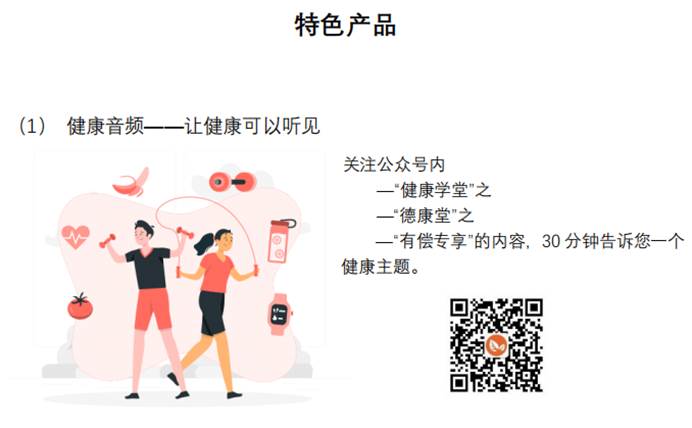 特色产品
（1） 健康音频——让健康可以听见
关注公众号内
—“健康学堂”之
—“德康堂”之
—“有偿专享”的内容，30 分钟告诉您一个
健康主题。